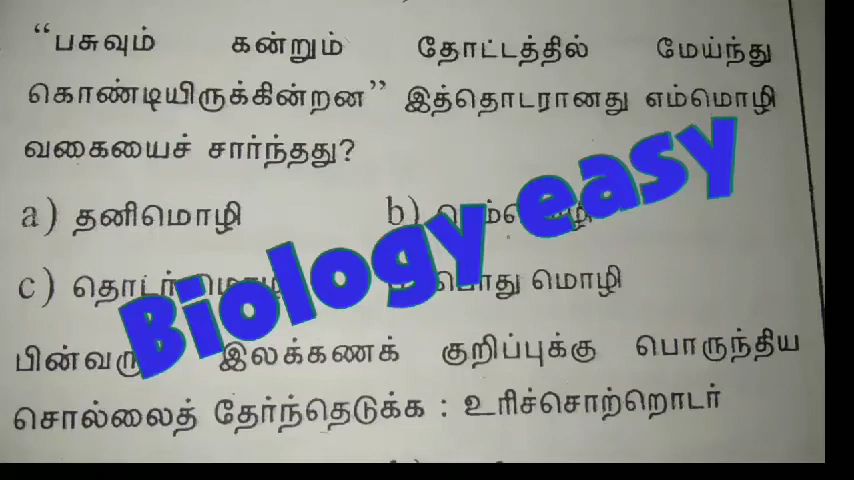 “பசுவும் கன்றும் தோட்டத்தில் மேய்ந்து
கொண்டியிருக்கின்றன” இத்தொடரானது எம்மொழி
வகையைச் சார்ந்தது?
a) தனிமொழி b)
c) பொது மொழி
பின்வரு இலக்கணக் குறிப்புக்கு பொருந்திய
சொல்லைத் தேர்ந்தெடுக்க : உரிச்சொற்றொடர்
Biology easy